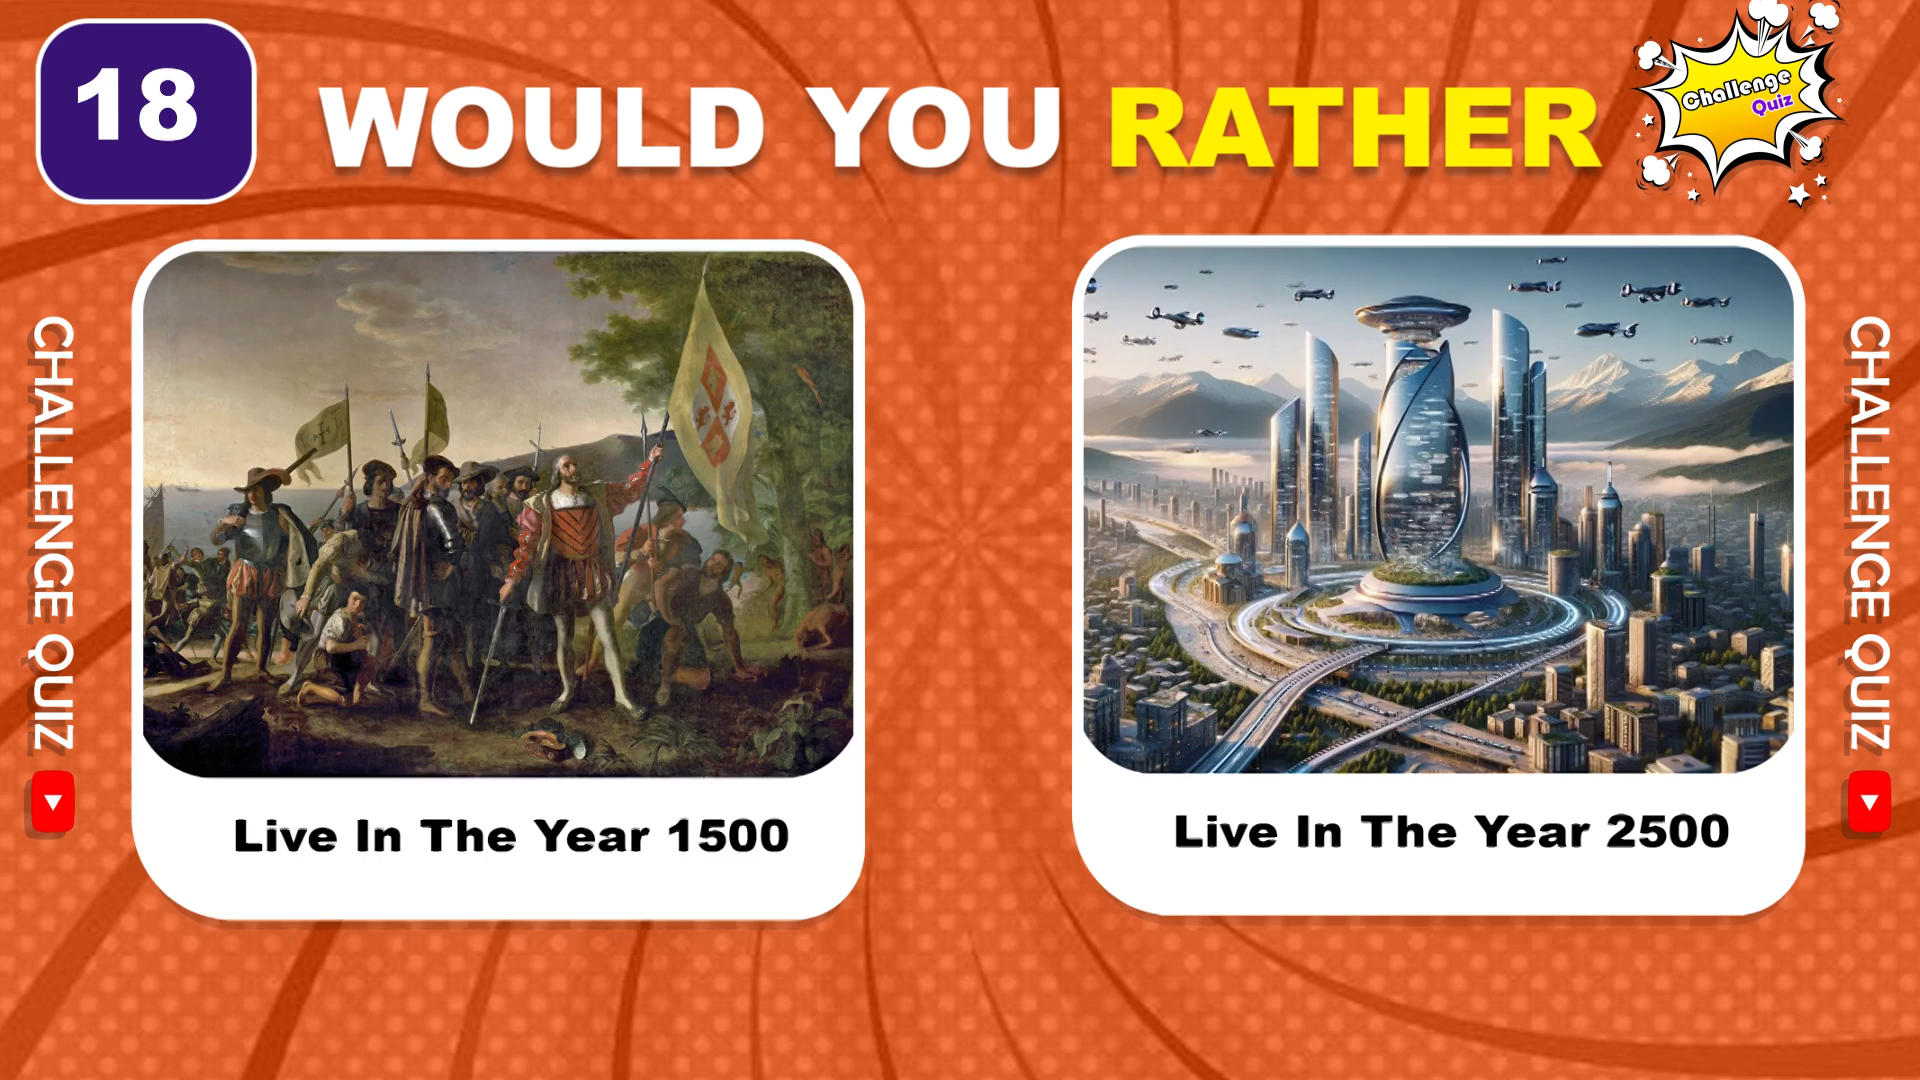 18
WOULD YOU RATHER
Challenge
Quiz
CHALLENGE QUIZ
CHALLENGE QUIZ
Live In The Year 1500
Live In The Year 2500